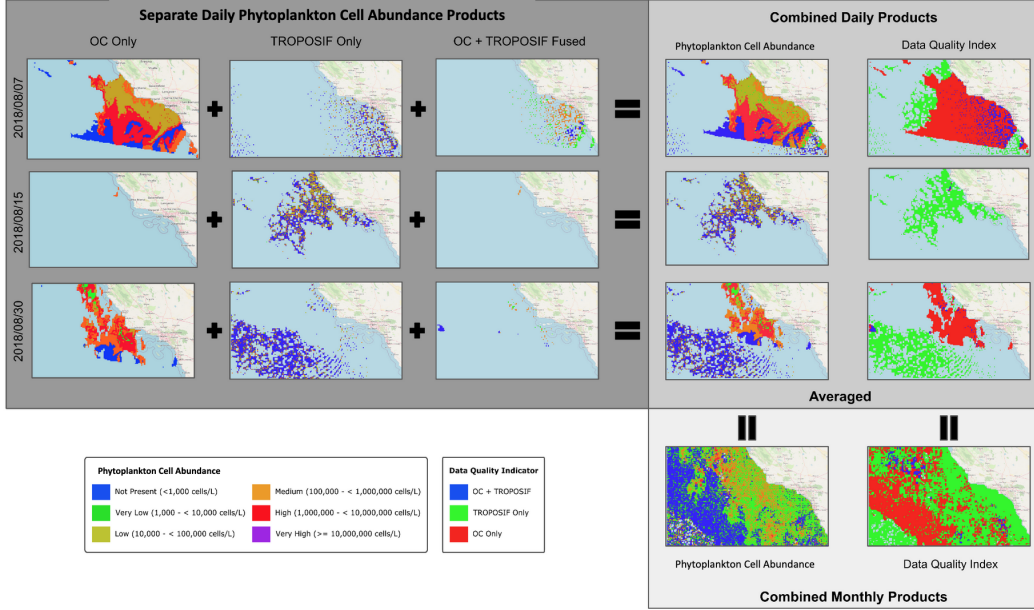 Separate Daily Phytoplankton Cell Abundance Products
OC Only
TROPOSIF Only
OC + TROPOSIF Fused
Combined Daily Products
Phytoplankton Cell Abundance
Data Quality Index
2018/08/07
2018/08/15
2018/08/30
Averaged
Phytoplankton Cell Abundance
Not Present (<1,000 cells/L)
Very Low (1,000 - < 10,000 cells/L)
Low (10,000 - < 100,000 cells/L)
Medium (100,000 - < 1,000,000 cells/L)
High (1,000,000 - < 10,000,000 cells/L)
Very High (>= 10,000,000 cells/L)
Data Quality Indicator
OC + TROPOSIF
TROPOSIF Only
OC Only
Phytoplankton Cell Abundance
Data Quality Index
Combined Monthly Products